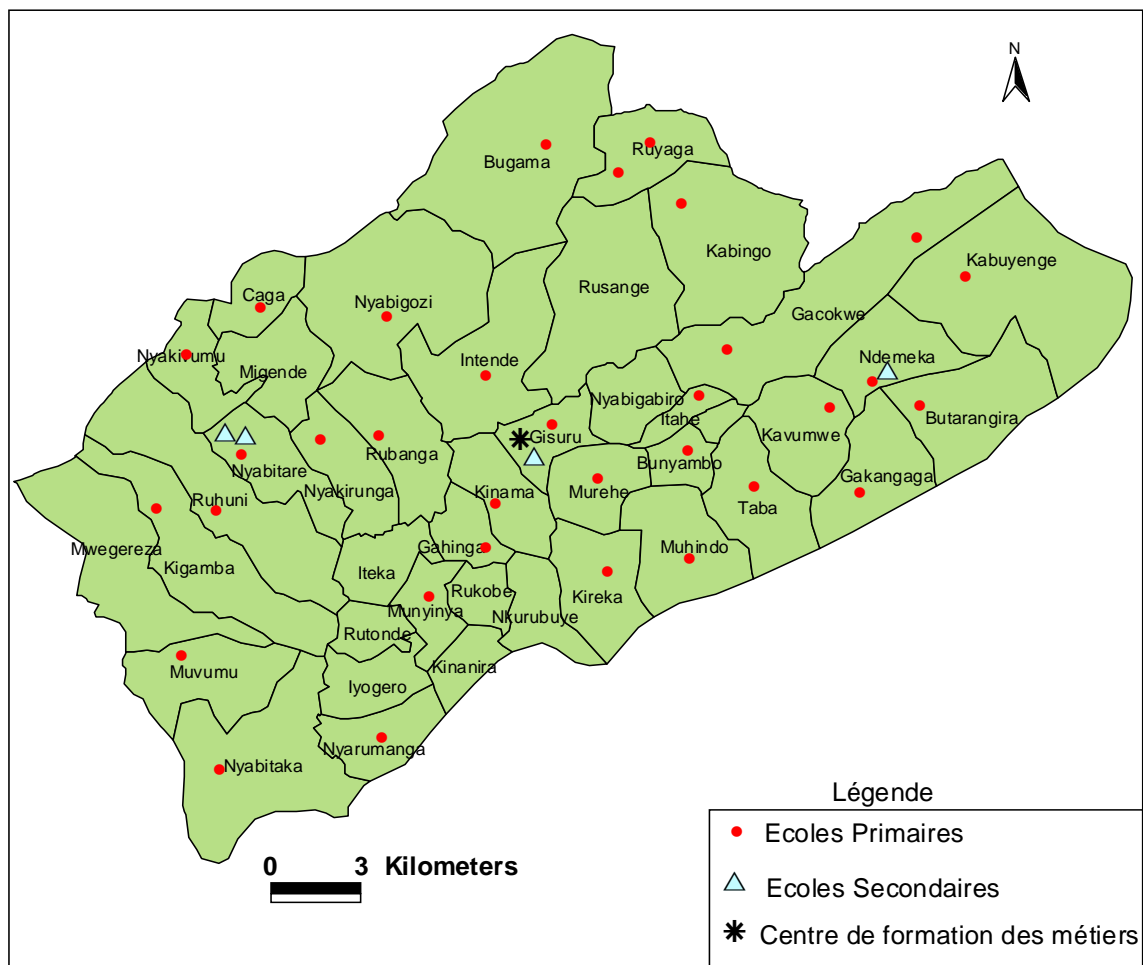 N
Bugama
Ruyaga
Kabingo
Kabuyenge
Rusange
Caga
Nyabigozi
Gacokwe
Nyakivumu
Migende
Intende
Ndemeka
Nyabigabiro
Itahe
Butarangira
Gisuru
Kavumwe
Rubanga
Bunyambo
Nyabitare
Gakangaga
Nyakirunga
Kinama
Murehe
Taba
Ruhuni
Mwegereza
Gahinga
Muhindo
Kigamba
Iteka
Rukobe
Kireka
Munyinya
Nkurubuye
Rutonde
Muvumu
Kinanira
Iyogero
Nyarumanga
Nyabitaka
Légende
Ecoles Primaires
0 3 Kilometers
Ecoles Secondaires
Centre de formation des métiers